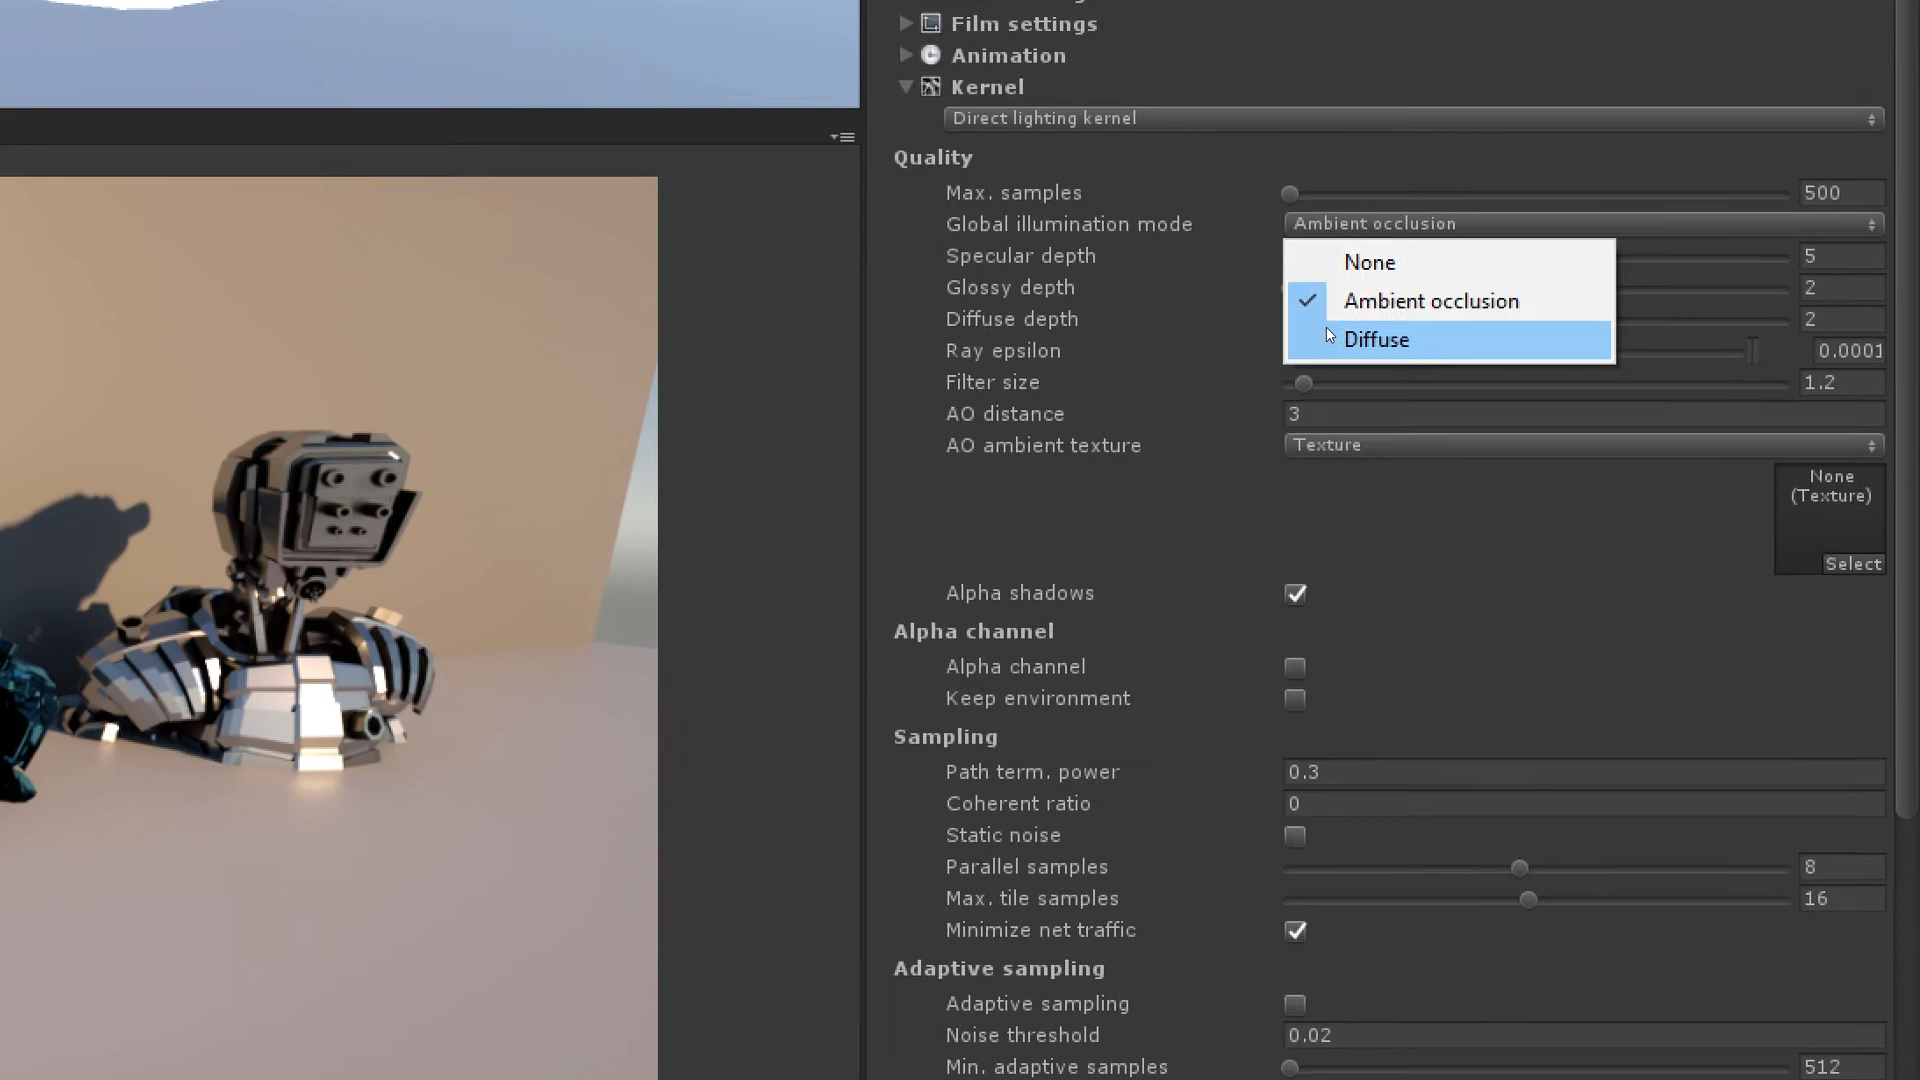 Film settings
Animation
Kernel
Direct lighting kernel
Quality
Max. samples 500
Global illumination mode Ambient occlusion
None
Specular depth 5
Glossy depth 2
Ambient occlusion
Diffuse depth 2
Diffuse
Ray epsilon 0.0001
Filter size 1.2
AO distance 3
AO ambient texture Texture
None
(Texture)
Select
Alpha shadows
Alpha channel
Alpha channel
Keep environment
Sampling
Path term. power 0.3
Coherent ratio 0
Static noise
Parallel samples 8
Max. tile samples 16
Minimize net traffic
Adaptive sampling
Adaptive sampling
Noise threshold 0.02
Min. adaptive samples 512